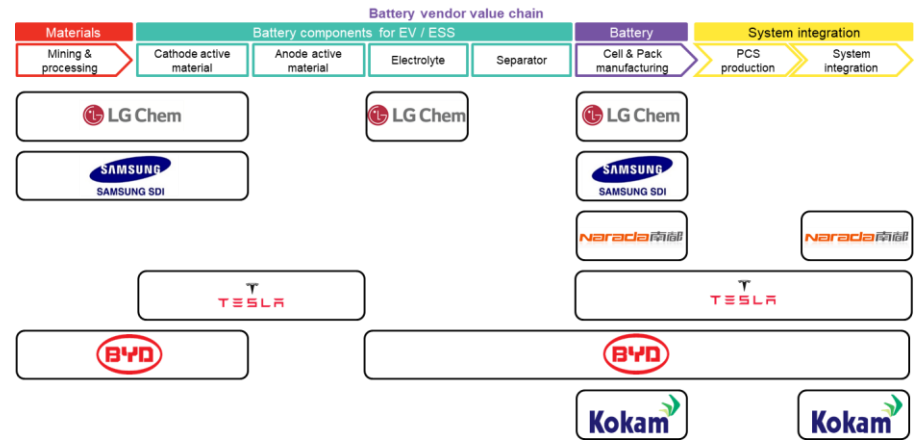 Battery vendor value chain
Materials
Battery components for EV / ESS
Battery
System integration
Mining &
processing
Cathode active
material
Anode active
material
Electrolyte
Separator
Cell & Pack
manufacturing
PCS
production
System
integration
LG Chem
LG Chem
LG Chem
SAMSUNG
SAMSUNG SDI
SAMSUNG
SAMSUNG SDI
Narada南都
Narada南都
TESLA
TESLA
BYD
BYD
Kokam
Kokam